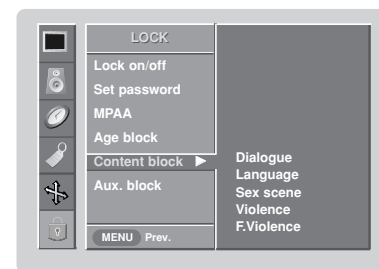 LOCK
Lock on/off
Set password
MPAA
Age block
Content block ►
Aux. block
MENU Prev.
Dialogue
Language
Sex scene
Violence
F.Violence